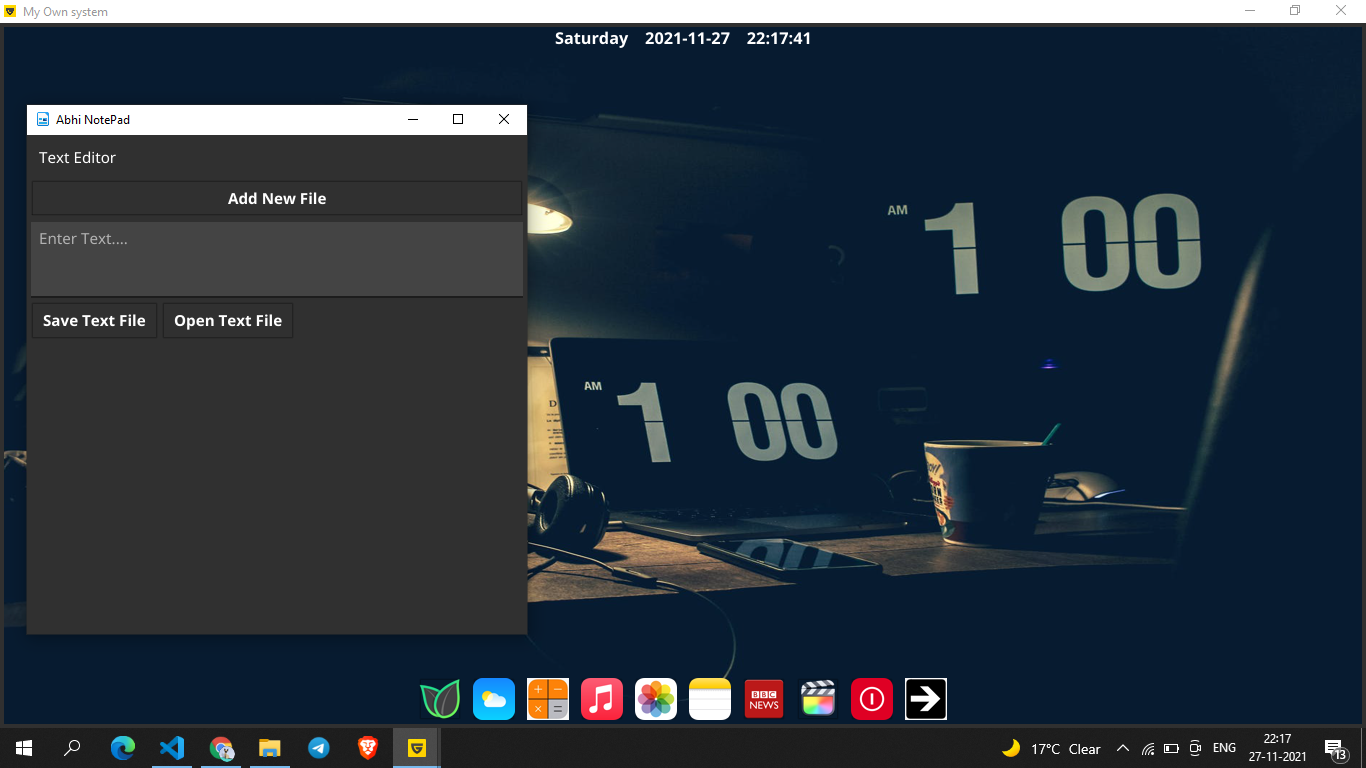 My Own system
Saturday 2021-11-27 22:17:41
Abhi NotePad
Text Editor
Add New File
Enter Text....
Save Text File Open Text File
AM 1 00
AM 1 00
D
BBC
NEWS
17°C Clear
ENG
22:17
27-11-2021
13